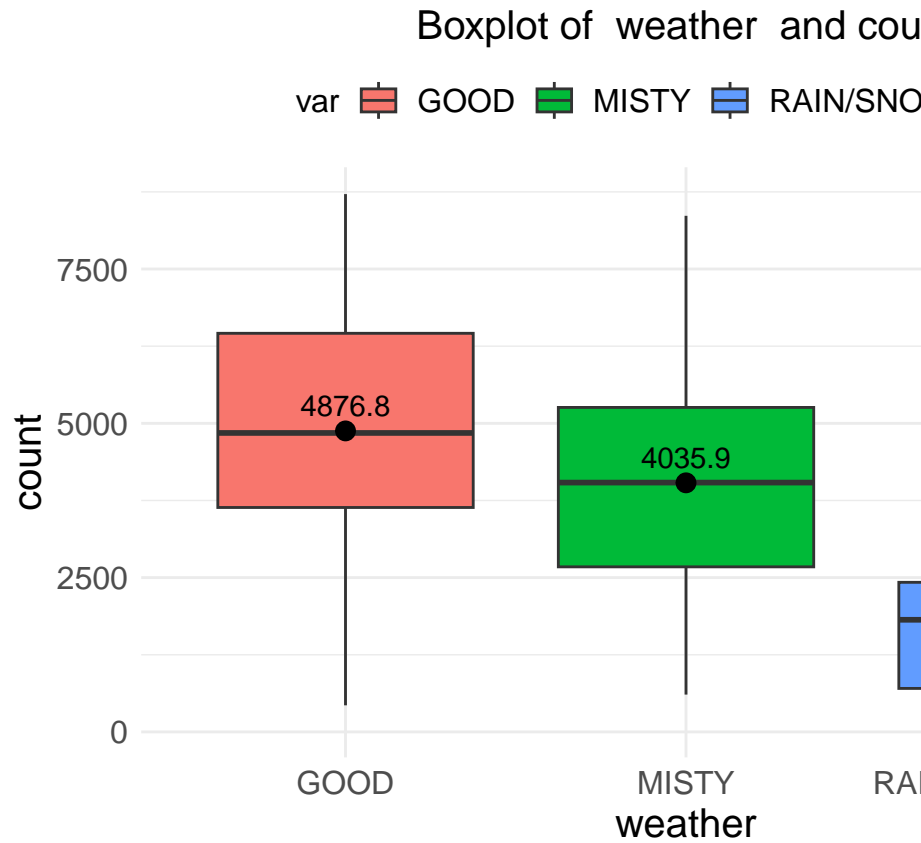 Boxplot of  weather  and cou
var GOOD MISTY RAIN/SNO
7500
5000
2500
0
count
4876.8
4035.9
GOOD MISTY RAI
weather